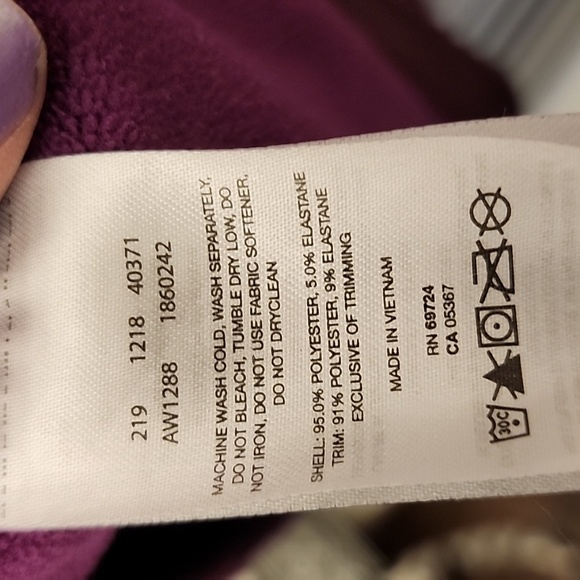 219 1218 40371
AW1288 1860242
MACHINE WASH COLD, WASH SEPARATELY,
DO NOT BLEACH, TUMBLE DRY LOW, DO
NOT IRON, DO NOT USE FABRIC SOFTENER,
DO NOT DRYCLEAN
SHELL: 95.0% POLYESTER, 5.0% ELASTANE
TRIM: 91% POLYESTER, 9% ELASTANE
EXCLUSIVE OF TRIMMING
MADE IN VIETNAM
RN 69724
CA 05367
30C